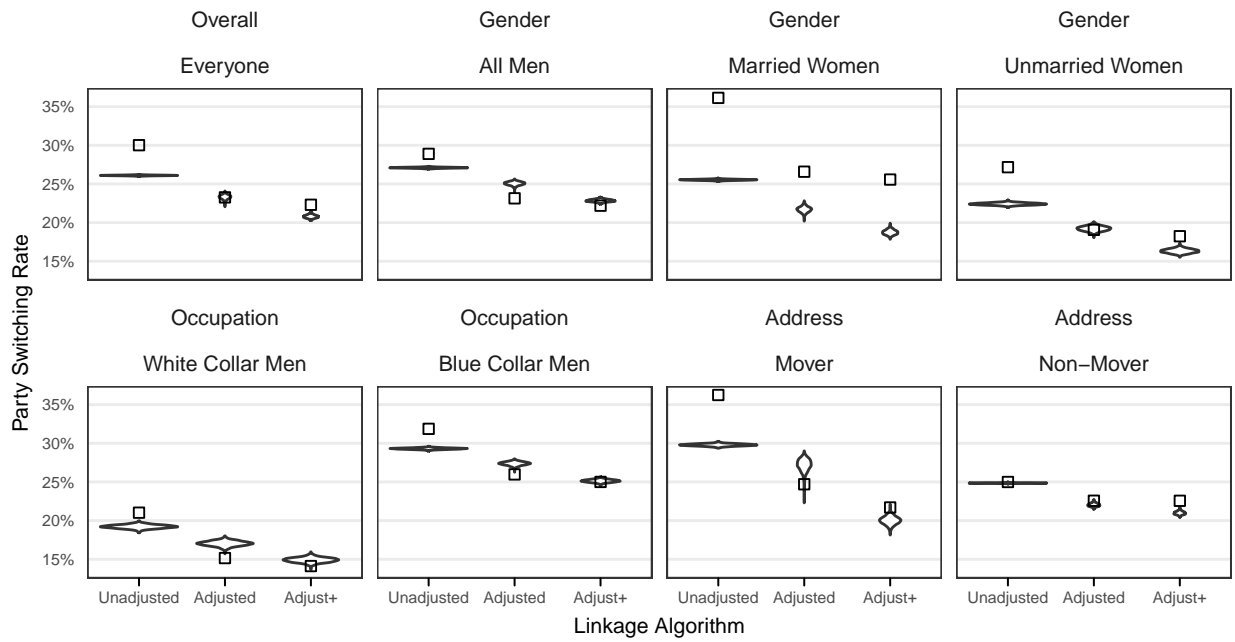 Overall
Gender
Gender
Gender
Everyone
All Men
Married Women
Unmarried Women
35%
30%
25%
20%
15%
Occupation
Occupation
Address
Address
White Collar Men
Blue Collar Men
Mover
Non−Mover
35%
30%
25%
20%
15%
Unadjusted Adjusted Adjust+
Unadjusted Adjusted Adjust+
Unadjusted Adjusted Adjust+
Unadjusted Adjusted Adjust+
Linkage Algorithm
Party Switching Rate